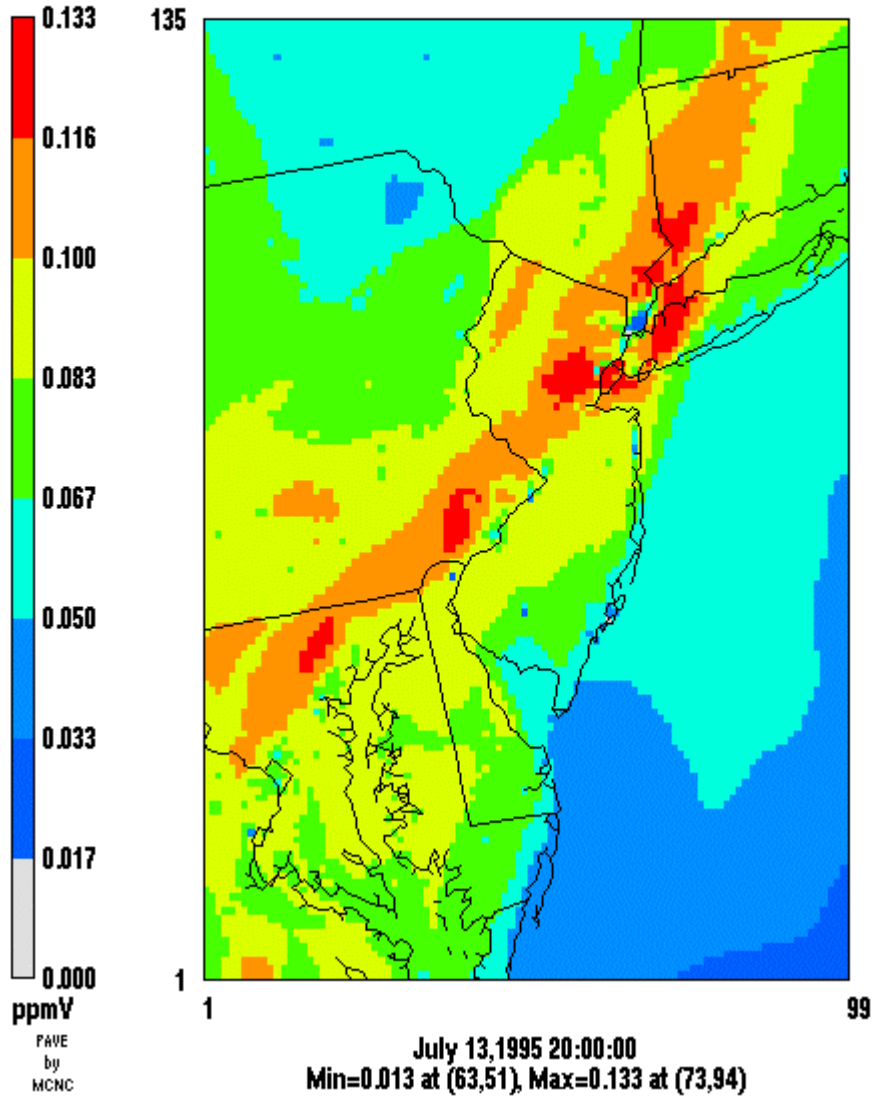 0.133
135
0.116
0.100
0.083
0.067
0.050
0.033
0.017
0.000
1
ppmV
1
99
PAVE
by
MCNC
July 13,1995 20:00:00
Min=0.013 at (63,51), Max=0.133 at (73,94)